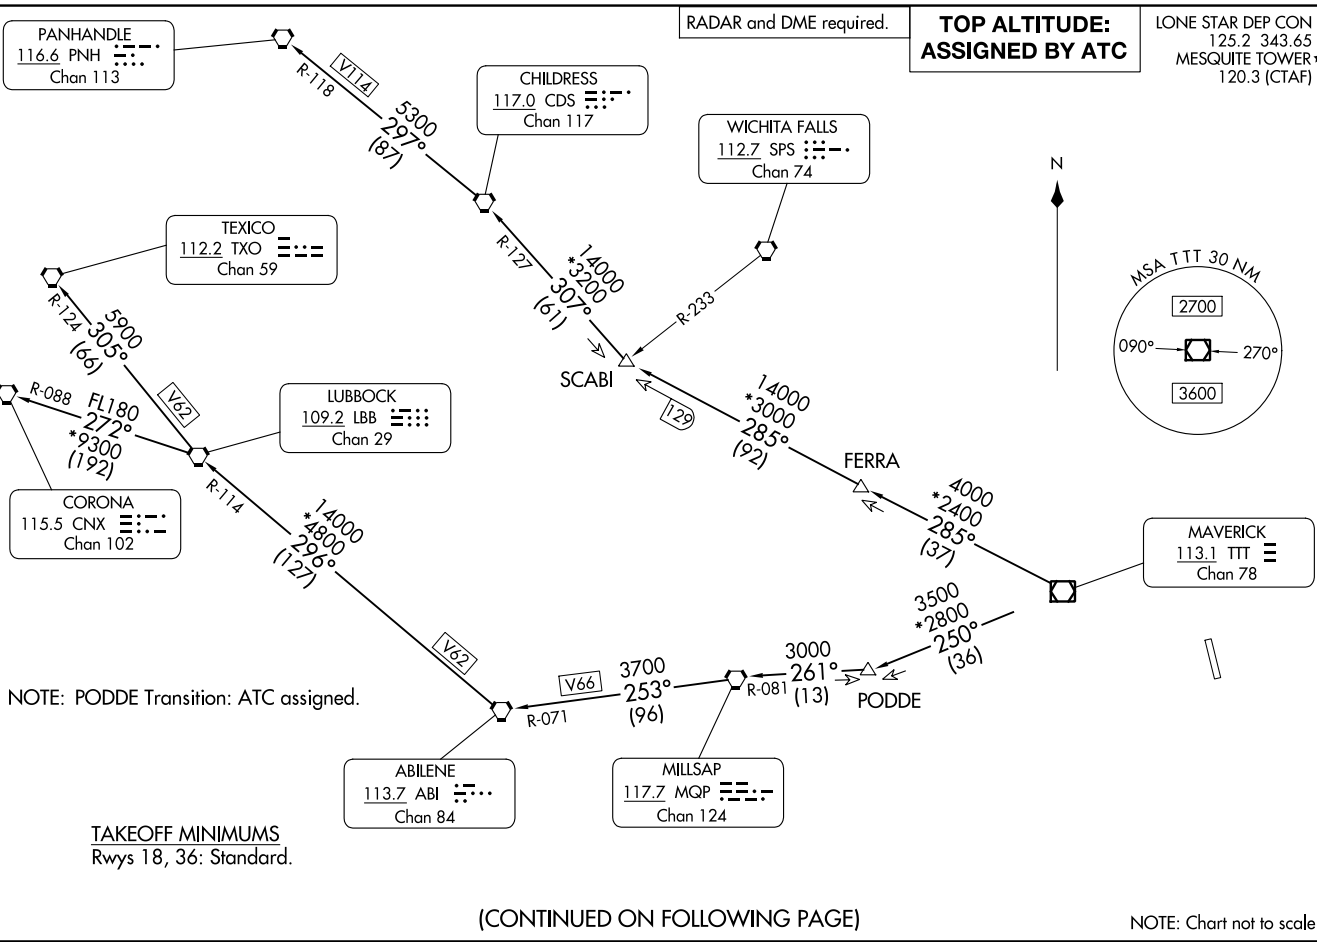 RADAR and DME required.
TOP ALTITUDE:
ASSIGNED BY ATC
LONE STAR DEP CON
125.2 343.65
MESQUITE TOWER*
120.3 (CTAF)
PANHANDLE
116.6 PNH
Chan 113
R-118
V114
5300
297°
(87)
CHILDRESS
117.0 CDS
Chan 117
WICHITA FALLS
112.7 SPS
Chan 74
N
TEXICO
112.2 TXO
Chan 59
R-127
14000
*3200
307°
(61)
R-233
SCABI
129
MSA TTT 30 NM
2700
090°
270°
3600
R-124
5900
305°
(66)
V62
R-088
FL180
272°
*9300
(192)
LUBBOCK
109.2 LBB
Chan 29
14000
*3000
285°
(92)
FERRA
CORONA
115.5 CNX
Chan 102
R-114
14000
*4800
296°
(127)
4000
*2400
285°
(37)
MAVERICK
113.1 TTT
Chan 78
3500
*2800
250°
(36)
V62
V66
3700
253°
(96)
R-071
3000
261°
(13)
R-081
PODDE
NOTE: PODDE Transition: ATC assigned.
ABILENE
113.7 ABI
Chan 84
MILLSAP
117.7 MQP
Chan 124
TAKEOFF MINIMUMS
Rwys 18, 36: Standard.
(CONTINUED ON FOLLOWING PAGE)
NOTE: Chart not to scale